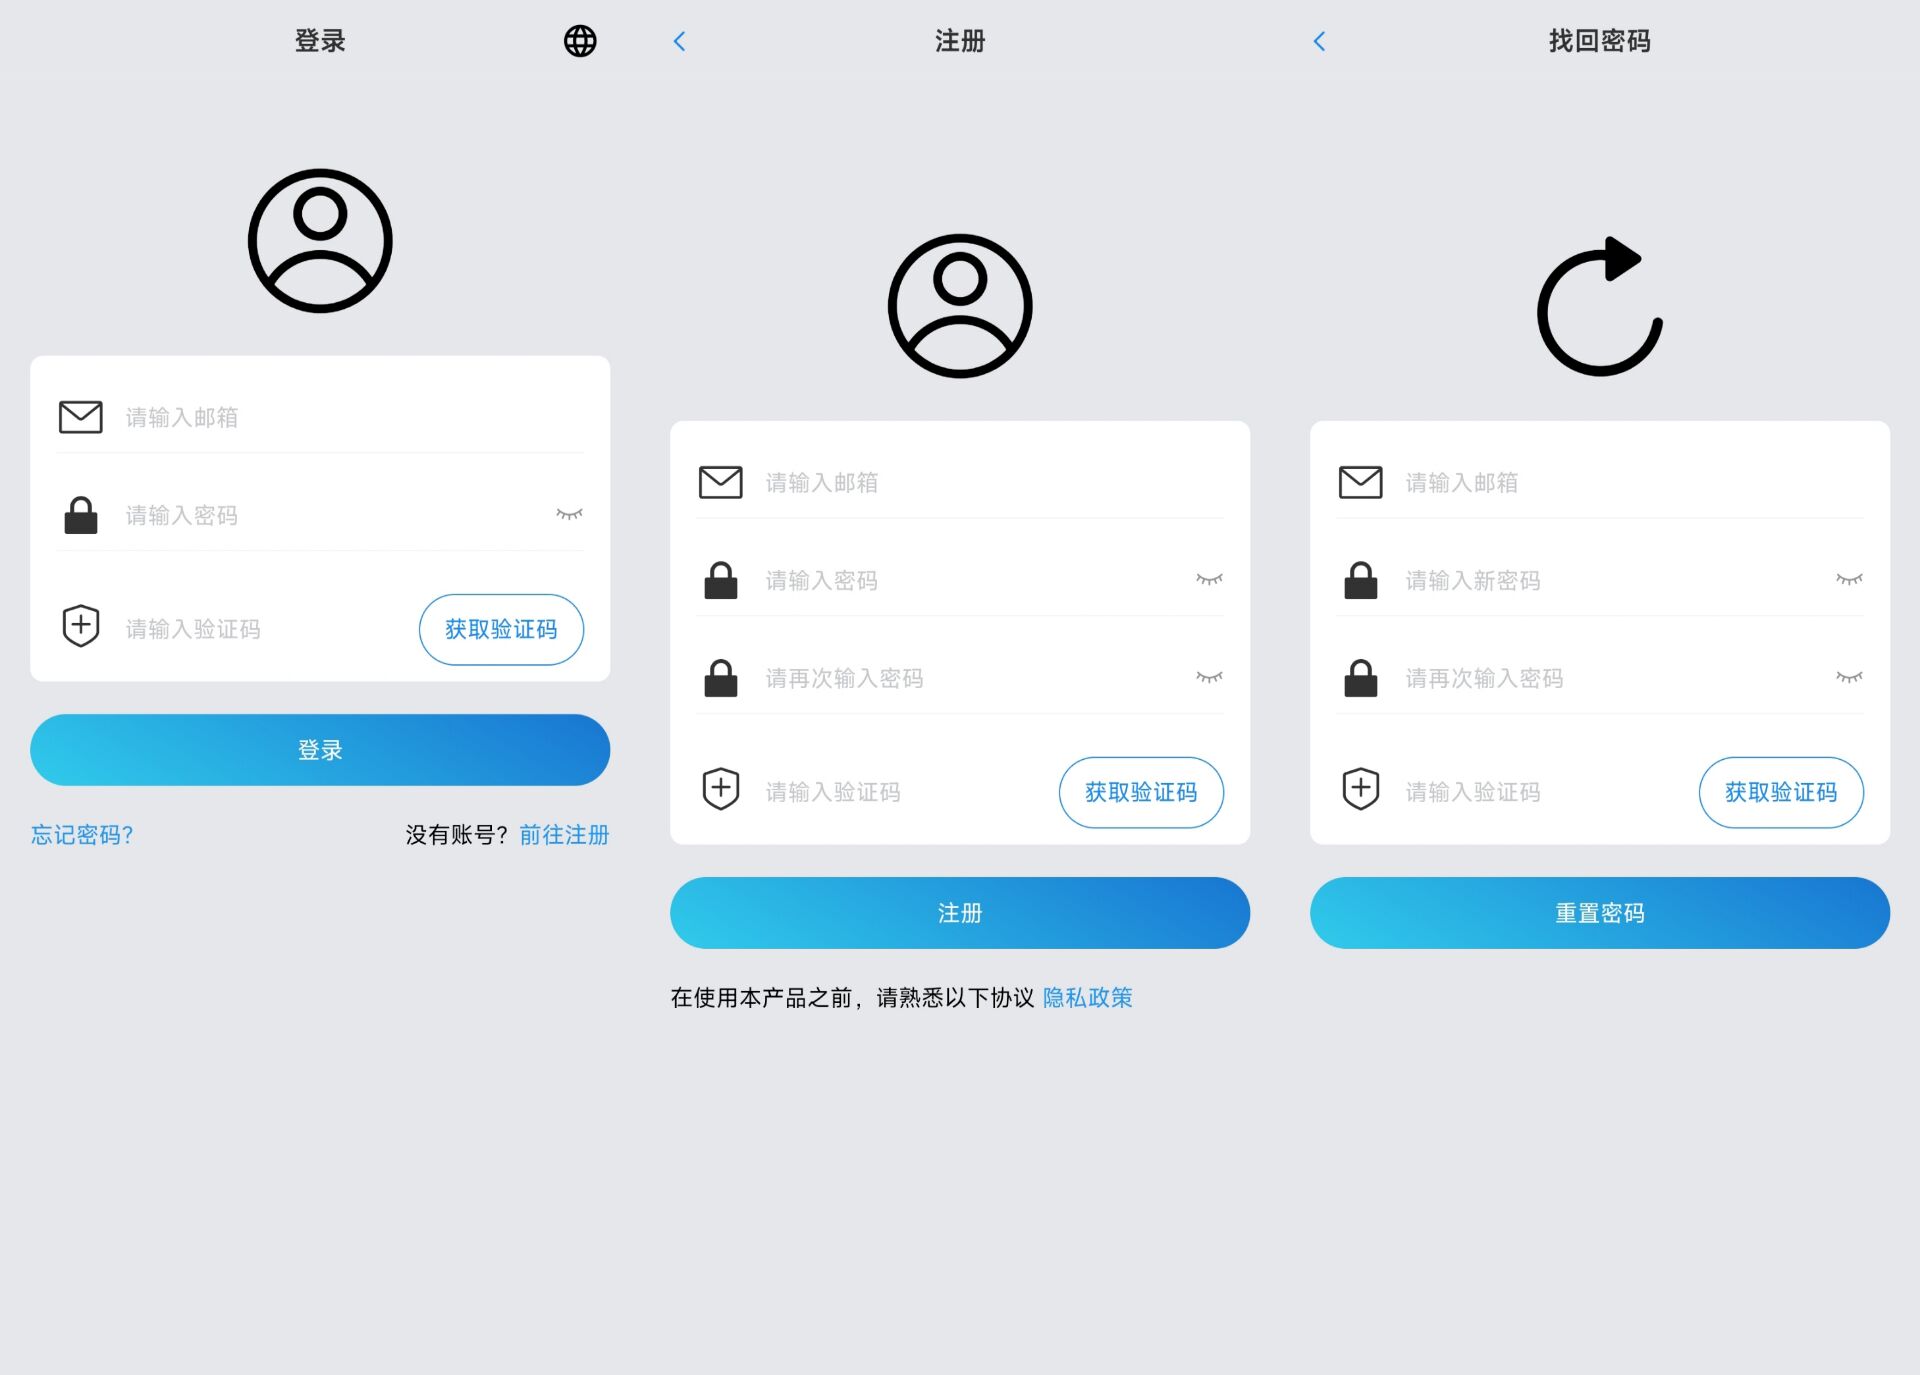 登录
请输入邮箱
请输入密码
请输入验证码
获取验证码
登录
忘记密码?
没有账号? 前往注册
注册
请输入邮箱
请输入密码
请再次输入密码
请输入验证码
获取验证码
注册
在使用本产品之前，请熟悉以下协议 隐私政策
找回密码
请输入邮箱
请输入新密码
请再次输入密码
请输入验证码
获取验证码
重置密码